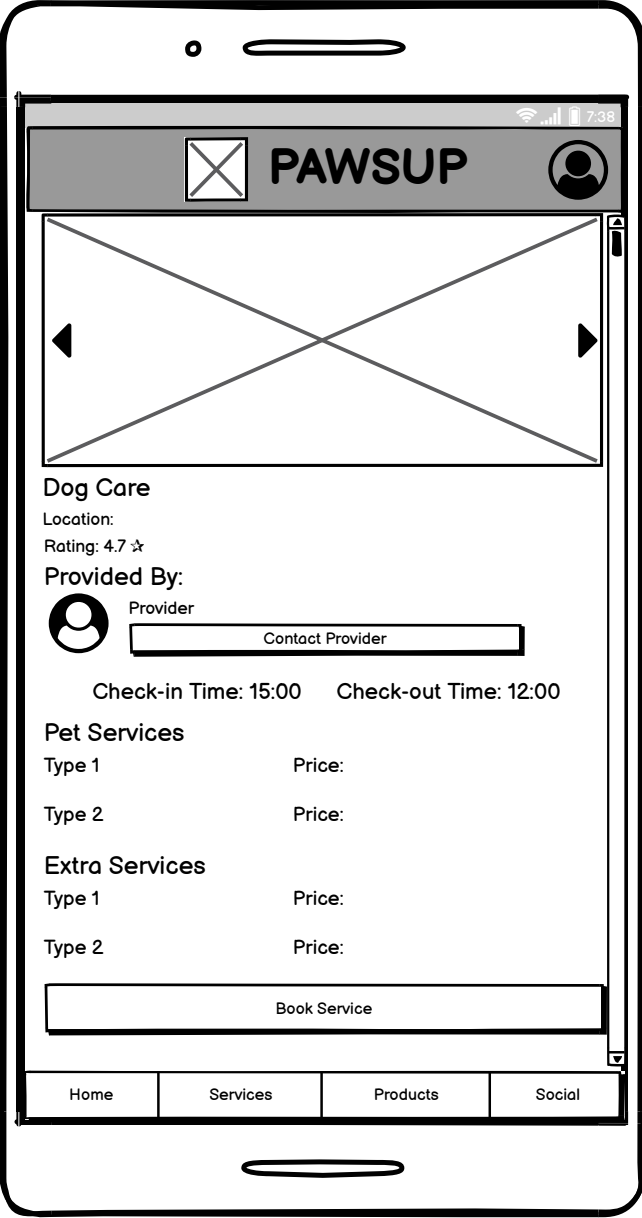 7:38
PAWSUP
Dog Care
Location:
Rating: 4.7 ☆
Provided By:
Provider
Contact Provider
Check-in Time: 15:00 Check-out Time: 12:00
Pet Services
Type 1 Price:
Type 2 Price:
Extra Services
Type 1 Price:
Type 2 Price:
Book Service
Home Services Products Social